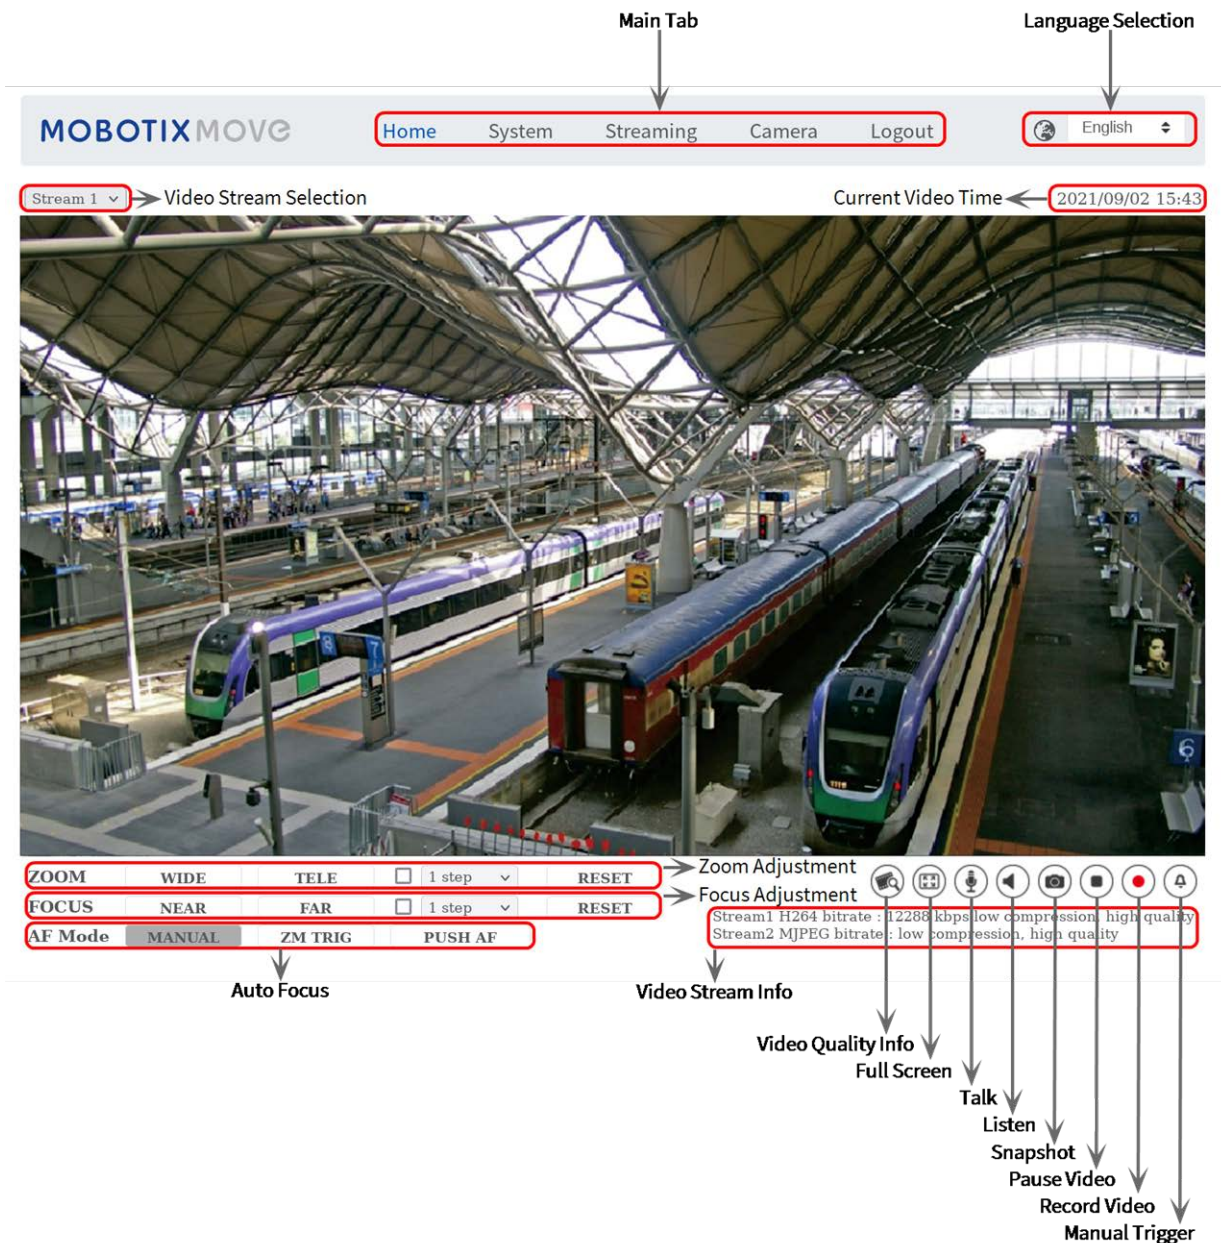 Main Tab
Language Selection
MOBOTIX MOVE
Home System Streaming Camera Logout
English
Stream 1
Video Stream Selection
Current Video Time
2021/09/02 15:43
8 7
6
1115
ZOOM WIDE TELE 1 step RESET
Zoom Adjustment
FOCUS NEAR FAR 1 step RESET
Focus Adjustment
AF Mode MANUAL ZM TRIG PUSH AF
Stream1 H264 bitrate : 12288 kbps low compression, high quality
Stream2 MJPEG bitrate : low compression, high quality
Auto Focus
Video Stream Info
Video Quality Info
Full Screen
Talk
Listen
Snapshot
Pause Video
Record Video
Manual Trigger